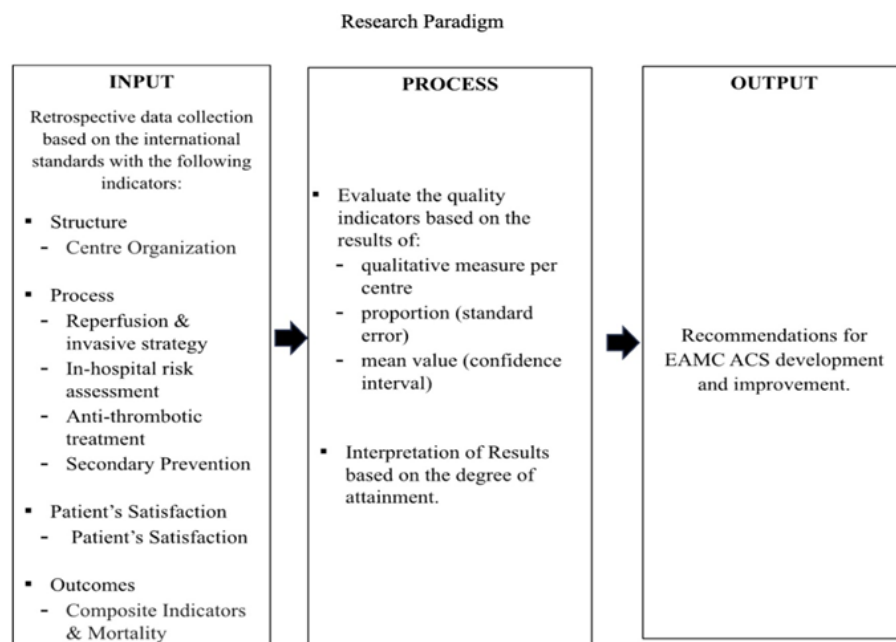 Research Paradigm
INPUT
Retrospective data collection
based on the international
standards with the following
indicators:
▪ Structure
- Centre Organization
▪ Process
- Reperfusion &
invasive strategy
- In-hospital risk
assessment
- Anti-thrombotic
treatment
- Secondary Prevention
▪ Patient's Satisfaction
- Patient's Satisfaction
▪ Outcomes
- Composite Indicators
& Mortality
PROCESS
▪ Evaluate the quality
indicators based on the
results of:
- qualitative measure per
centre
- proportion (standard
error)
- mean value (confidence
interval)
▪ Interpretation of Results
based on the degree of
attainment.
OUTPUT
Recommendations for
EAMC ACS development
and improvement.